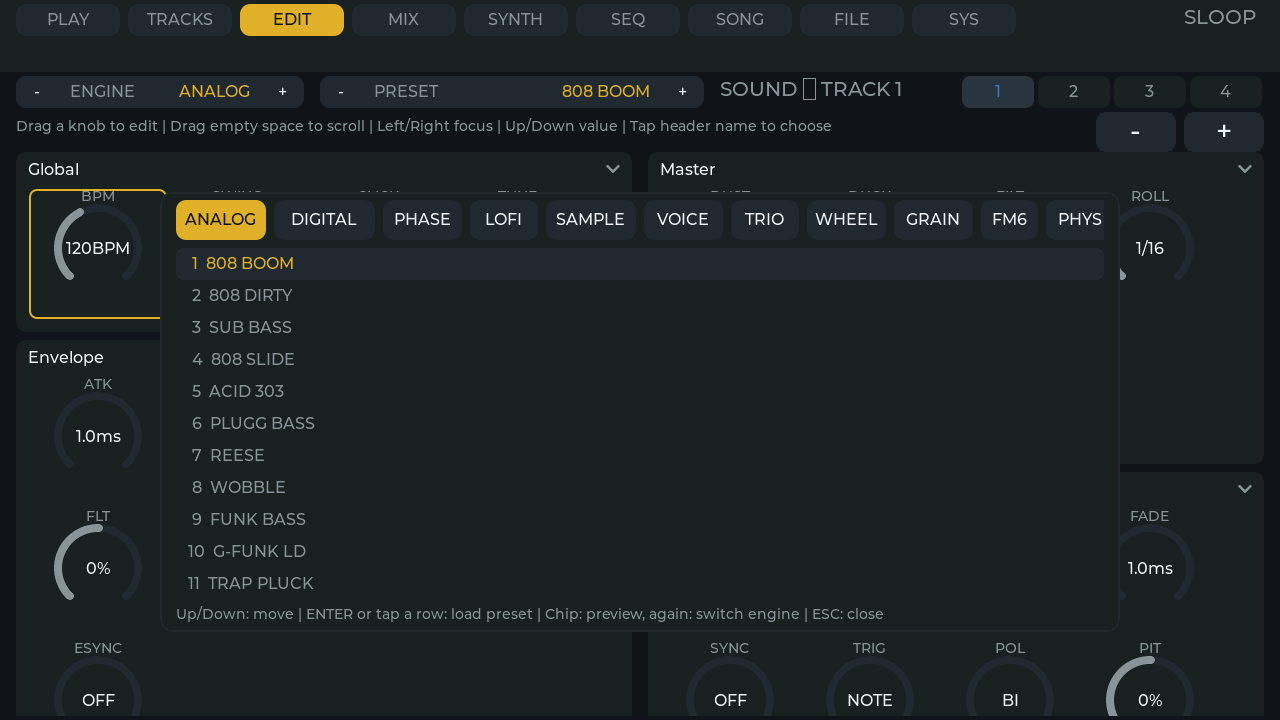 PLAY TRACKS EDIT MIX SYNTH SEQ SONG FILE SYS SLOOP
- ENGINE ANALOG + - PRESET 808 BOOM + SOUND TRACK 1 1 2 3 4
Drag a knob to edit | Drag empty space to scroll | Left/Right focus | Up/Down value | Tap header name to choose
- +
Global Master
BPM ROLL
120BPM 1/16
ANALOG DIGITAL PHASE LOFI SAMPLE VOICE TRIO WHEEL GRAIN FM6 PHYS
1 808 BOOM
2 808 DIRTY
3 SUB BASS
4 808 SLIDE
5 ACID 303
6 PLUGG BASS
7 REESE
8 WOBBLE
9 FUNK BASS
10 G-FUNK LD
11 TRAP PLUCK
Up/Down: move | ENTER or tap a row: load preset | Chip: preview, again: switch engine | ESC: close
Envelope
ATK
1.0ms
FLT FADE
0% 1.0ms
ESYNC SYNC TRIG POL PIT
OFF OFF NOTE BI 0%